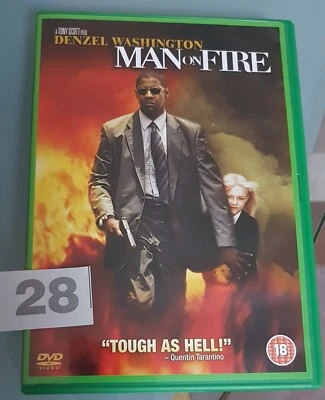 A TONY SCOTT FILM
DENZEL WASHINGTON
MAN ON FIRE
28
"TOUGH AS HELL!"
– Quentin Tarantino
DVD
VIDEO
18